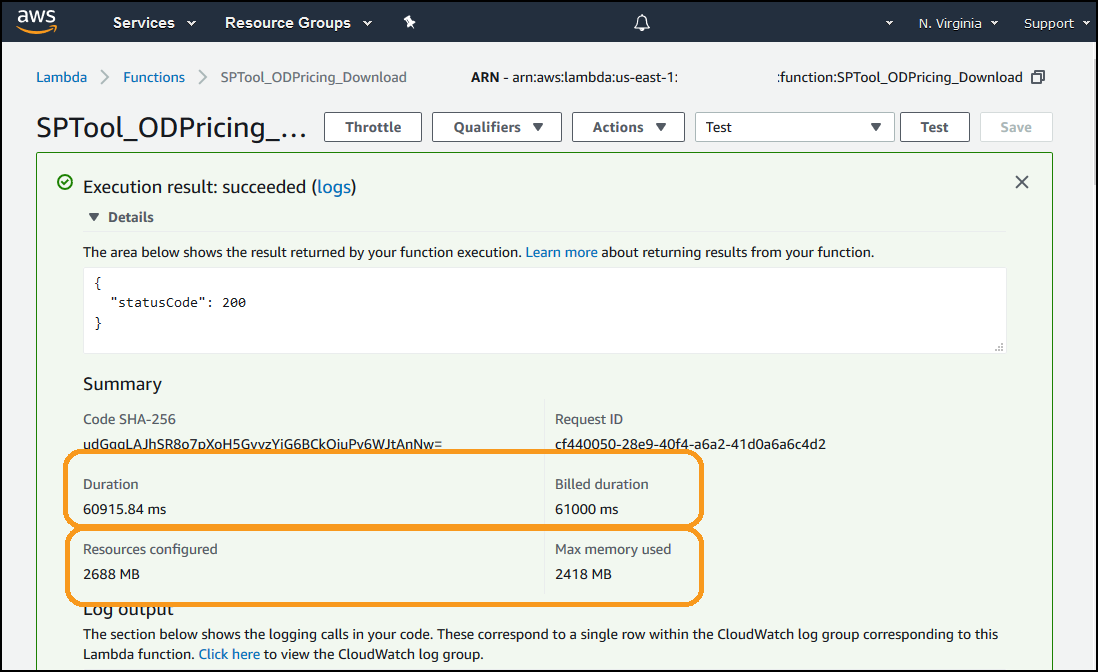 aws Services Resource Groups N. Virginia Support
Lambda Functions SPTool_ODPricing_Download ARN - arn:aws:lambda:us-east-1: :function:SPTool_ODPricing_Download
SPTool_ODPricing_... Throttle Qualifiers Actions Test Test Save
Execution result: succeeded (logs)
Details
The area below shows the result returned by your function execution. Learn more about returning results from your function.
{
"statusCode": 200
}
Summary
Code SHA-256 Request ID
cf440050-28e9-40f4-a6a2-41d0a6a6c4d2
Duration Billed duration
60915.84 ms 61000 ms
Resources configured Max memory used
2688 MB 2418 MB
Log output
The section below shows the logging calls in your code. These correspond to a single row within the CloudWatch log group corresponding to this
Lambda function. Click here to view the CloudWatch log group.